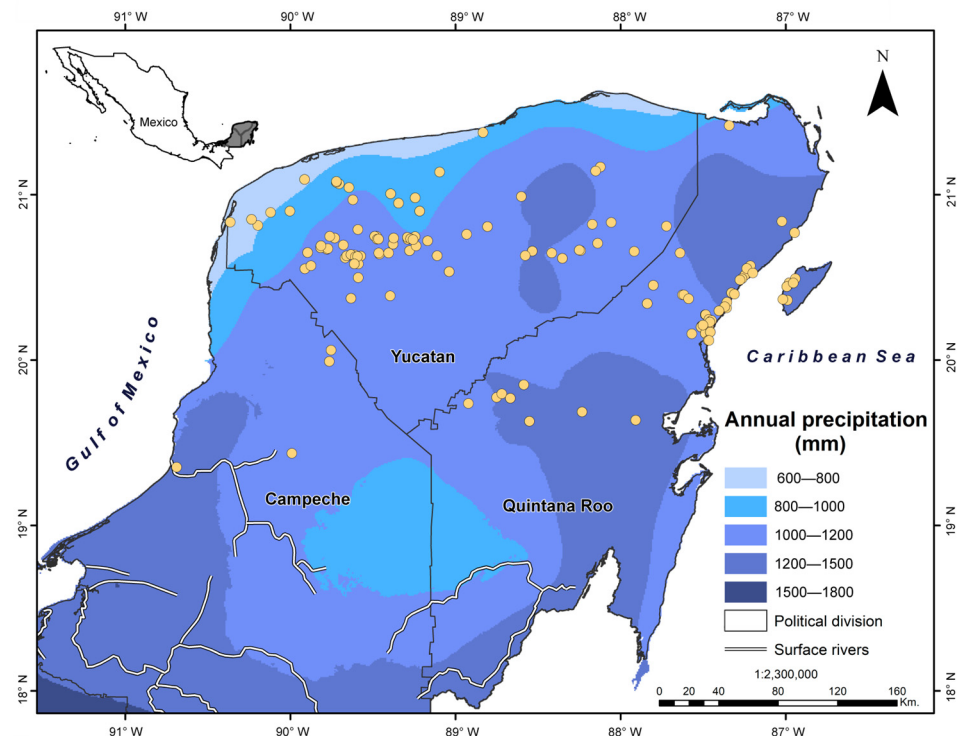 91° W 90° W 89° W 88° W 87° W
N
Mexico
21° N 21° N
Gulf of Mexico
20° N 20° N
Yucatan
Caribbean Sea
Annual precipitation
(mm)
600—800
800—1000
1000—1200
1200—1500
1500—1800
Political division
Surface rivers
Campeche
Quintana Roo
19° N 19° N
18° N 18° N
1:2,300,000
0 20 40 80 120 160
Km.
91° W 90° W 89° W 88° W 87° W